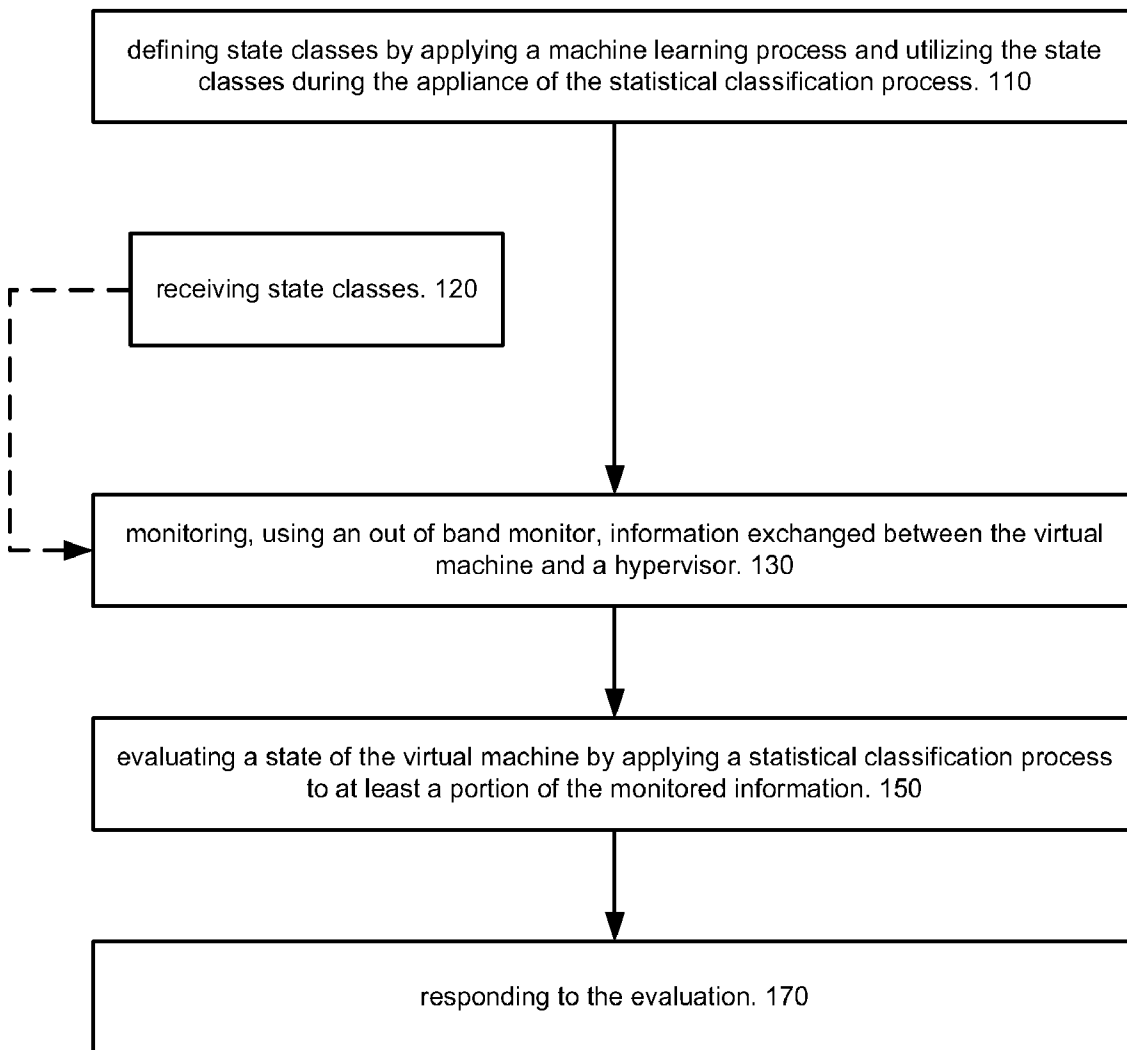 defining state classes by applying a machine learning process and utilizing the state
classes during the appliance of the statistical classification process. 110
receiving state classes. 120
monitoring, using an out of band monitor, information exchanged between the virtual
machine and a hypervisor. 130
evaluating a state of the virtual machine by applying a statistical classification process
to at least a portion of the monitored information. 150
responding to the evaluation. 170